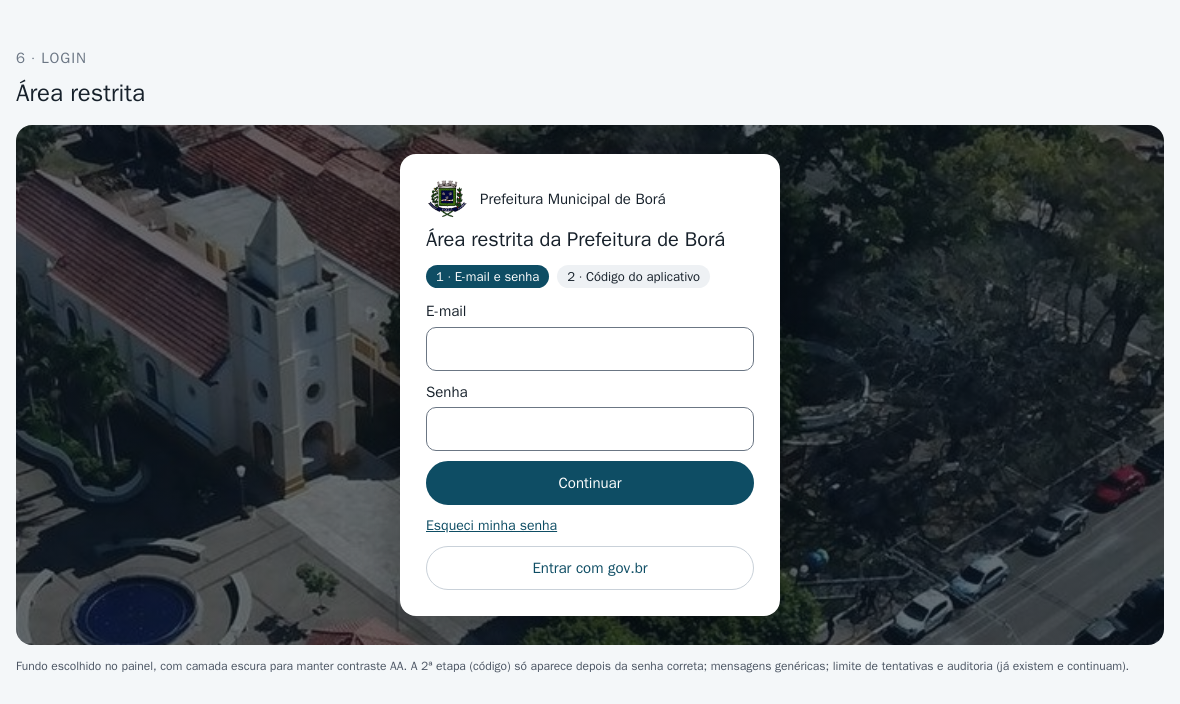 6 · LOGIN
Área restrita
Prefeitura Municipal de Borá
Área restrita da Prefeitura de Borá
1 · E-mail e senha
2 · Código do aplicativo
E-mail
Senha
Continuar
Esqueci minha senha
Entrar com gov.br
Fundo escolhido no painel, com camada escura para manter contraste AA. A 2ª etapa (código) só aparece depois da senha correta; mensagens genéricas; limite de tentativas e auditoria (já existem e continuam).